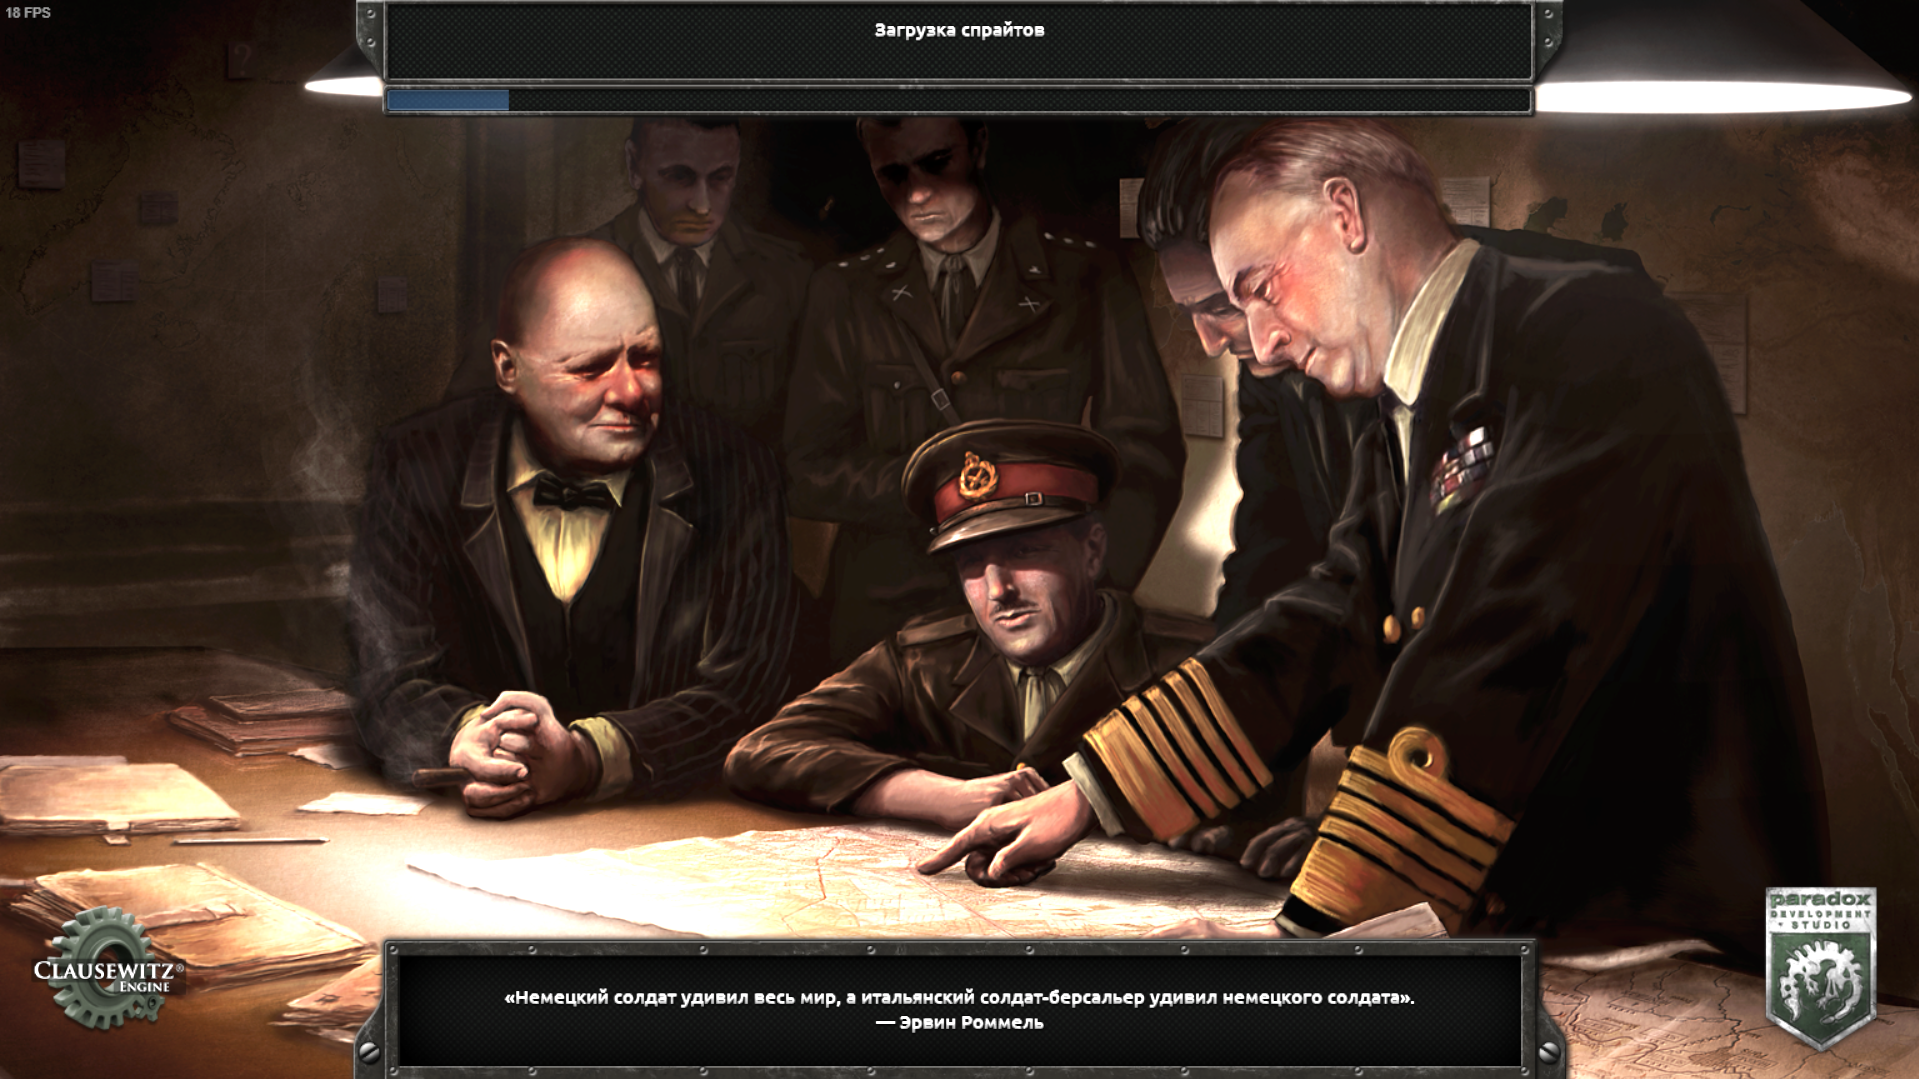 18 FPS
Загрузка спрайтов
CLAUSEWITZ®
ENGINE
paradox
DEVELOPMENT
STUDIO
«Немецкий солдат удивил весь мир, а итальянский солдат-берсальер удивил немецкого солдата».
— Эрвин Роммель